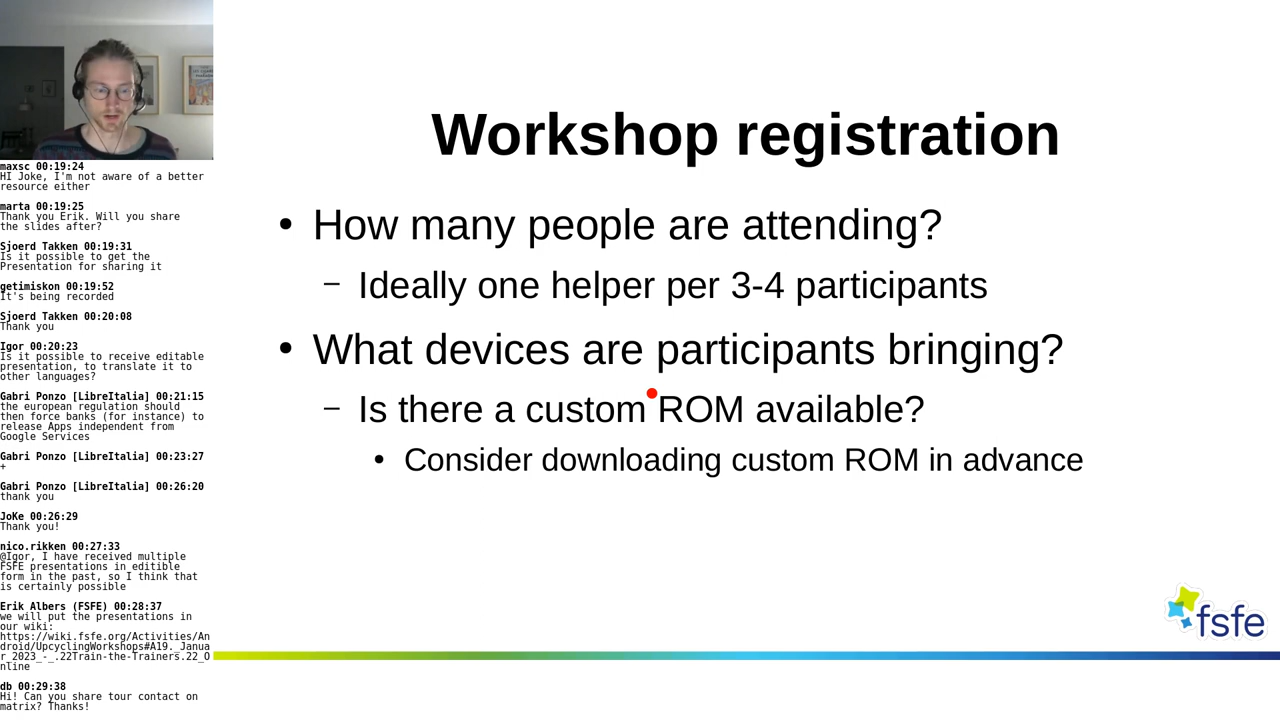 maxsc 00:19:24
HI Joke, I'm not aware of a better
resource either
marta 00:19:25
Thank you Erik. Will you share
the slides after?
Sjoerd Takken 00:19:31
Is it possible to get the
Presentation for sharing it
getimiskon 00:19:52
It's being recorded
Sjoerd Takken 00:20:08
Thank you
Igor 00:20:23
Is it possible to receive editable
presentation, to translate it to
other languages?
Gabri Ponzo [LibreItalia] 00:21:15
the european regulation should
then force banks (for instance) to
release Apps independent from
Google Services
Gabri Ponzo [LibreItalia] 00:23:27
+
Gabri Ponzo [LibreItalia] 00:26:20
thank you
JoKe 00:26:29
Thank you!
nico.rikken 00:27:33
@Igor, I have received multiple
FSFE presentations in editible
form in the past, so I think that
is certainly possible
Erik Albers (FSFE) 00:28:37
we will put the presentations in
our wiki:
https://wiki.fsfe.org/Activities/An
droid/UpcyclingWorkshops#A19._Janua
r_2023_-_.22Train-the-Trainers.22_O
nline
db 00:29:38
Hi! Can you share tour contact on
matrix? Thanks!
Workshop registration
• How many people are attending?
– Ideally one helper per 3-4 participants
• What devices are participants bringing?
– Is there a custom ROM available?
• Consider downloading custom ROM in advance
fsfe